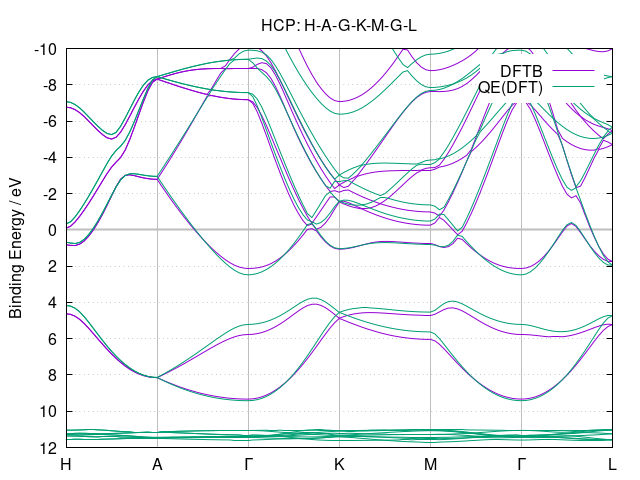 HCP: H-A-G-K-M-G-L
DFTB
QE(DFT)
Binding Energy / eV
-10
-8
-6
-4
-2
0
2
4
6
8
10
12
H A Γ K M Γ L